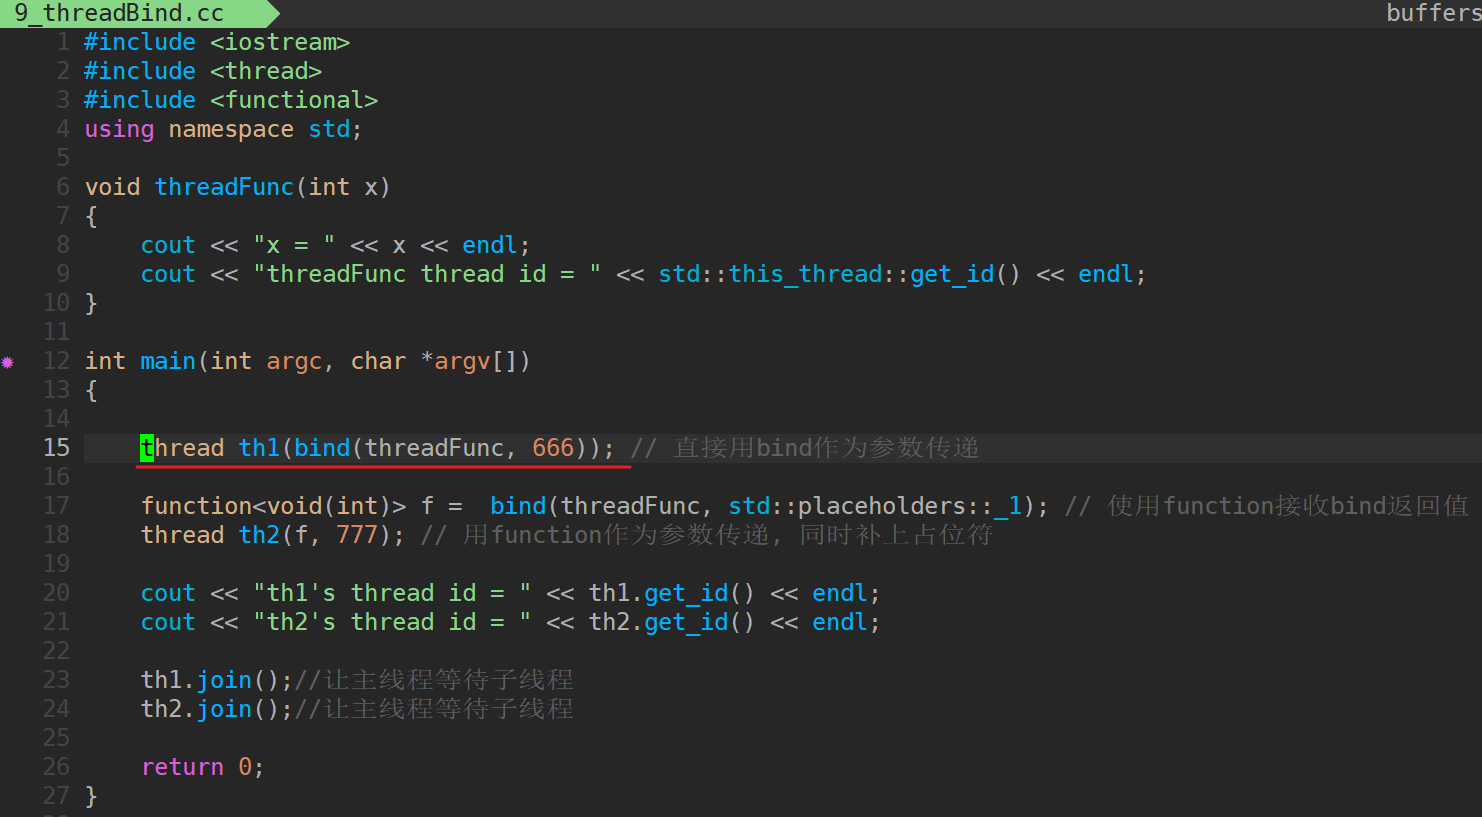 9_threadBind.cc buffers
1 #include <iostream>
2 #include <thread>
3 #include <functional>
4 using namespace std;
5
6 void threadFunc(int x)
7 {
8     cout << "x = " << x << endl;
9     cout << "threadFunc thread id = " << std::this_thread::get_id() << endl;
10 }
11
12 int main(int argc, char *argv[])
13 {
14
15     thread th1(bind(threadFunc, 666)); // 直接用bind作为参数传递
16
17     function<void(int)> f =  bind(threadFunc, std::placeholders::_1); // 使用function接收bind返回值
18     thread th2(f, 777); // 用function作为参数传递, 同时补上占位符
19
20     cout << "th1's thread id = " << th1.get_id() << endl;
21     cout << "th2's thread id = " << th2.get_id() << endl;
22
23     th1.join();//让主线程等待子线程
24     th2.join();//让主线程等待子线程
25
26     return 0;
27 }